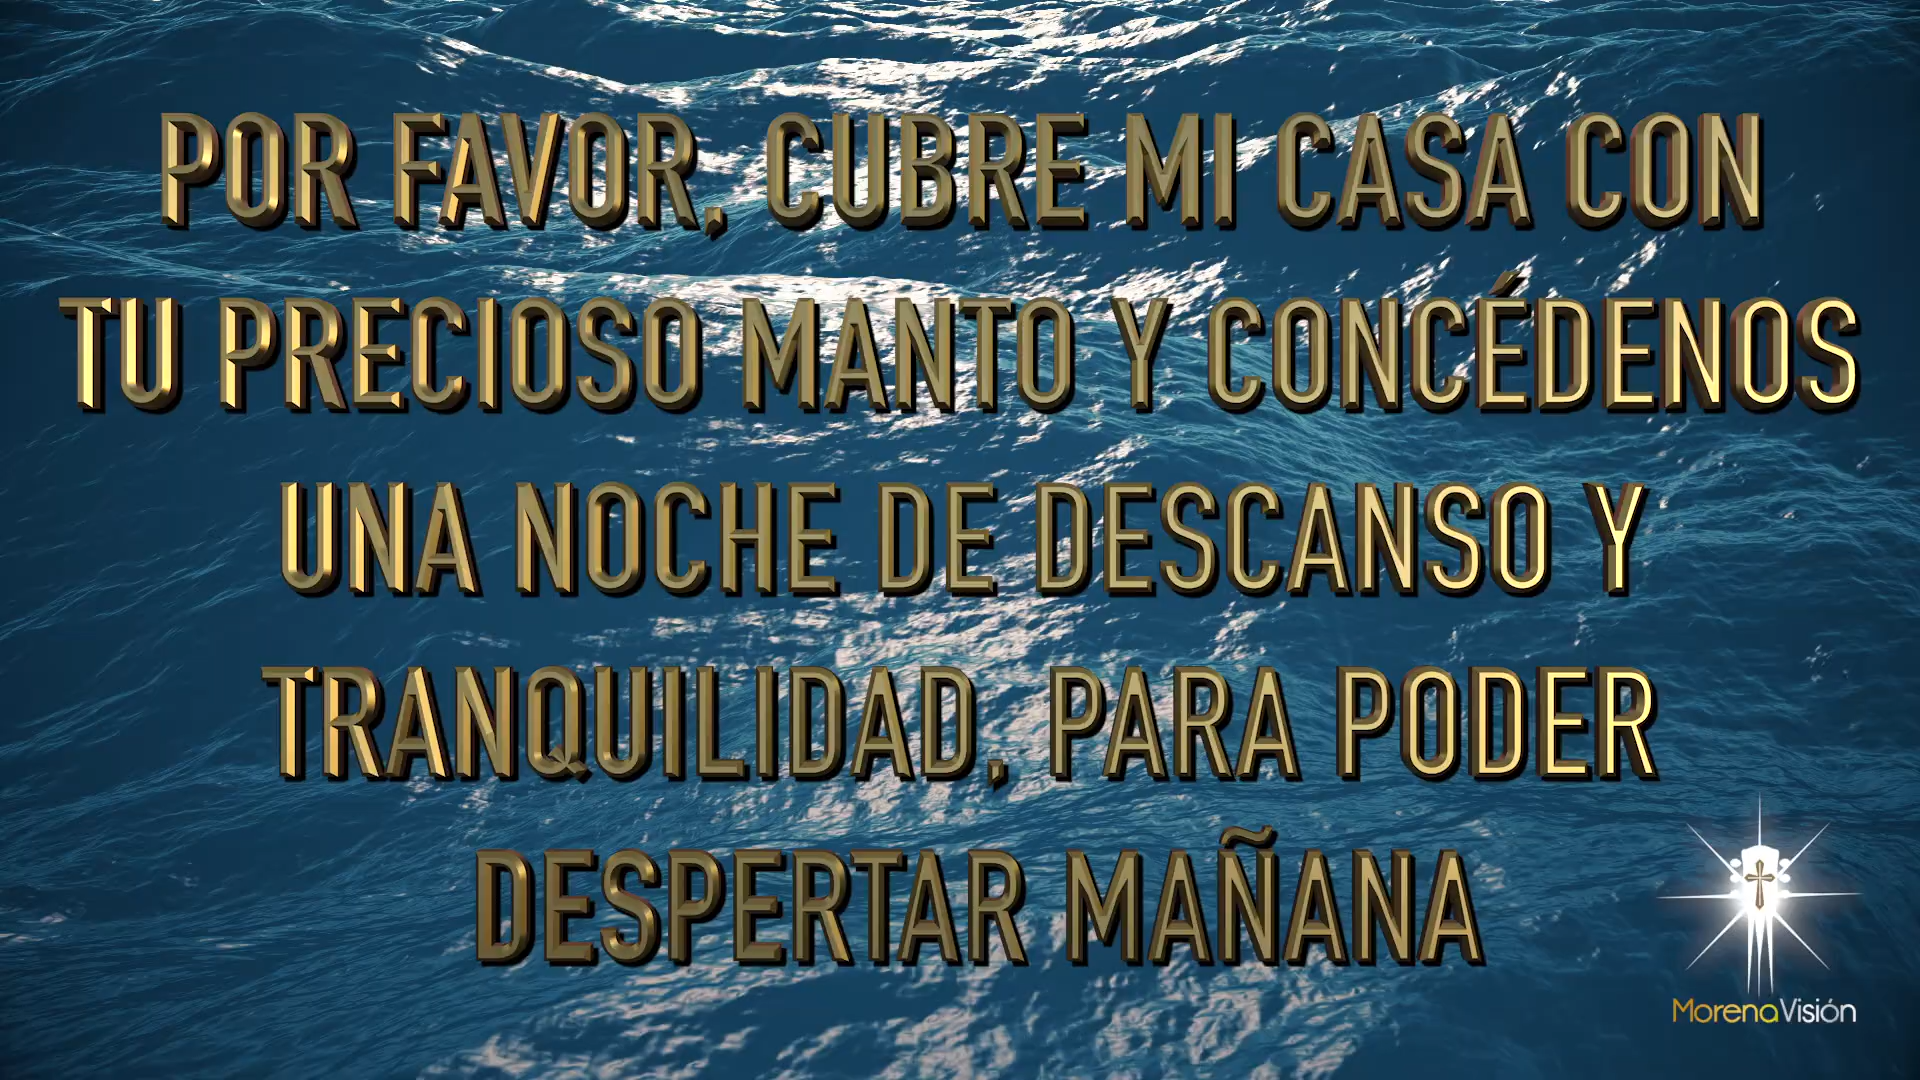 POR FAVOR, CUBRE MI CASA CON
TU PRECIOSO MANTO Y CONCÉDENOS
UNA NOCHE DE DESCANSO Y
TRANQUILIDAD, PARA PODER
DESPERTAR MAÑANA
MorenaVisión